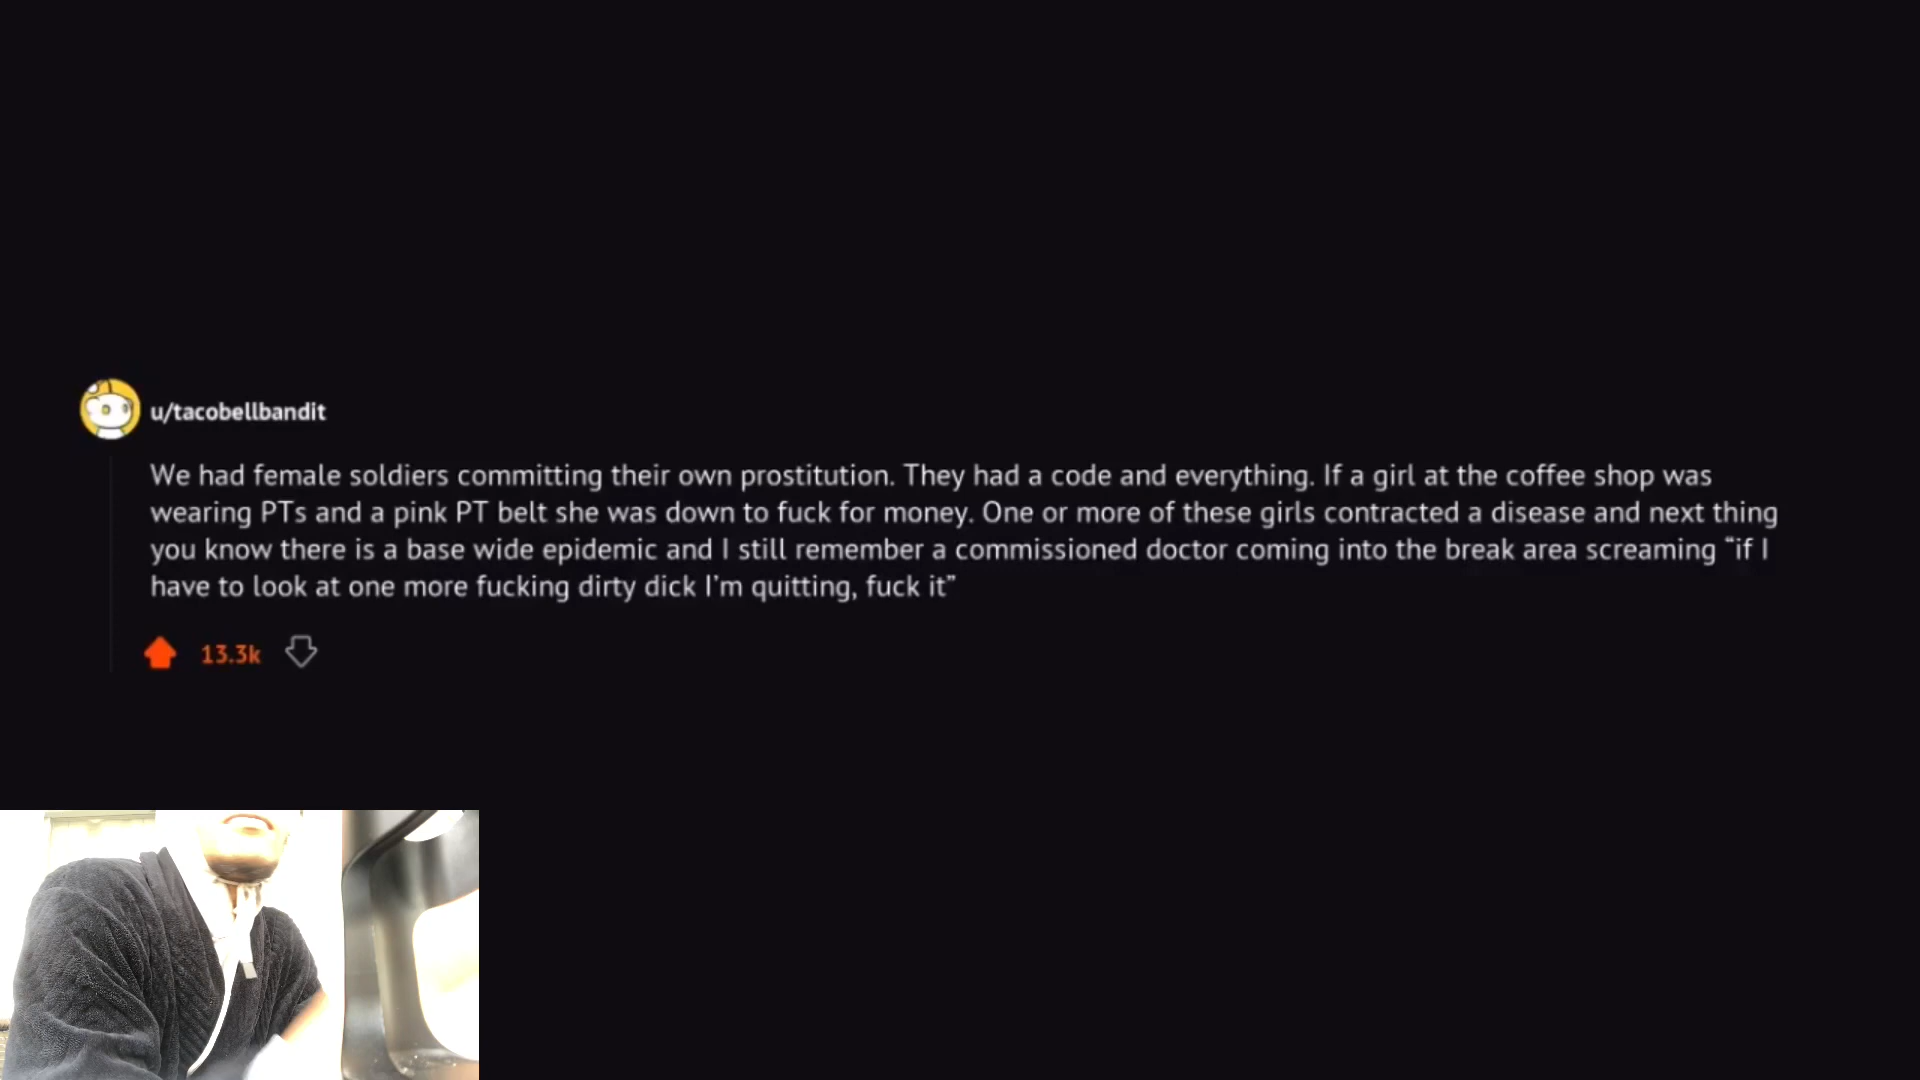 u/tacobellbandit
We had female soldiers committing their own prostitution. They had a code and everything. If a girl at the coffee shop was
wearing PTs and a pink PT belt she was down to fuck for money. One or more of these girls contracted a disease and next thing
you know there is a base wide epidemic and I still remember a commissioned doctor coming into the break area screaming “if I
have to look at one more fucking dirty dick I’m quitting, fuck it”
13.3k